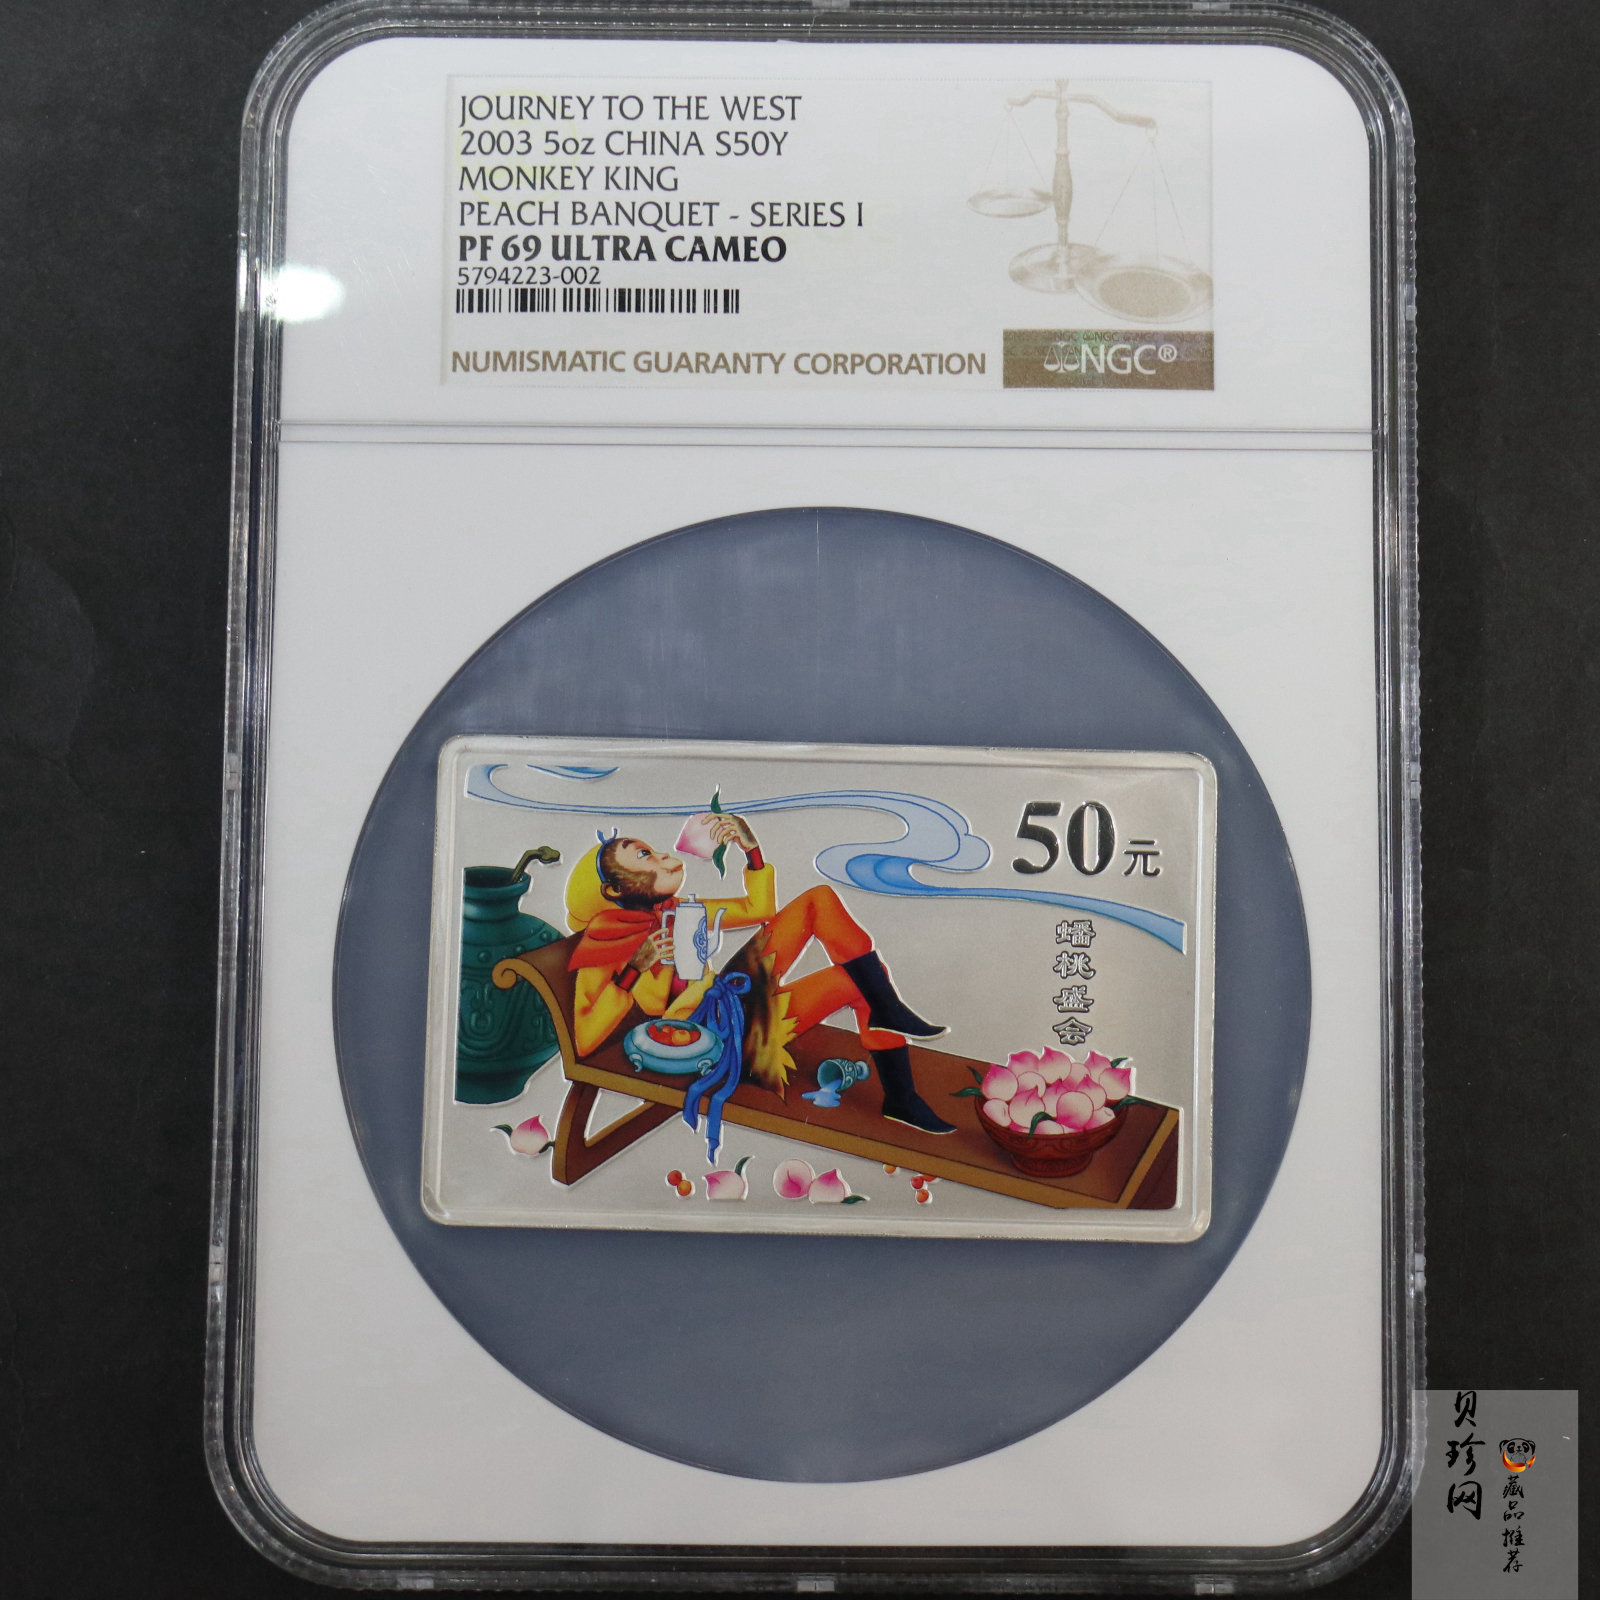 JOURNEY TO THE WEST
2003 5oz CHINA S50Y
MONKEY KING
PEACH BANQUET - SERIES I
PF 69 ULTRA CAMEO
5794223-002
NUMISMATIC GUARANTY CORPORATION
NGC®
50元
蟠桃盛会
贝珍网
藏品推荐